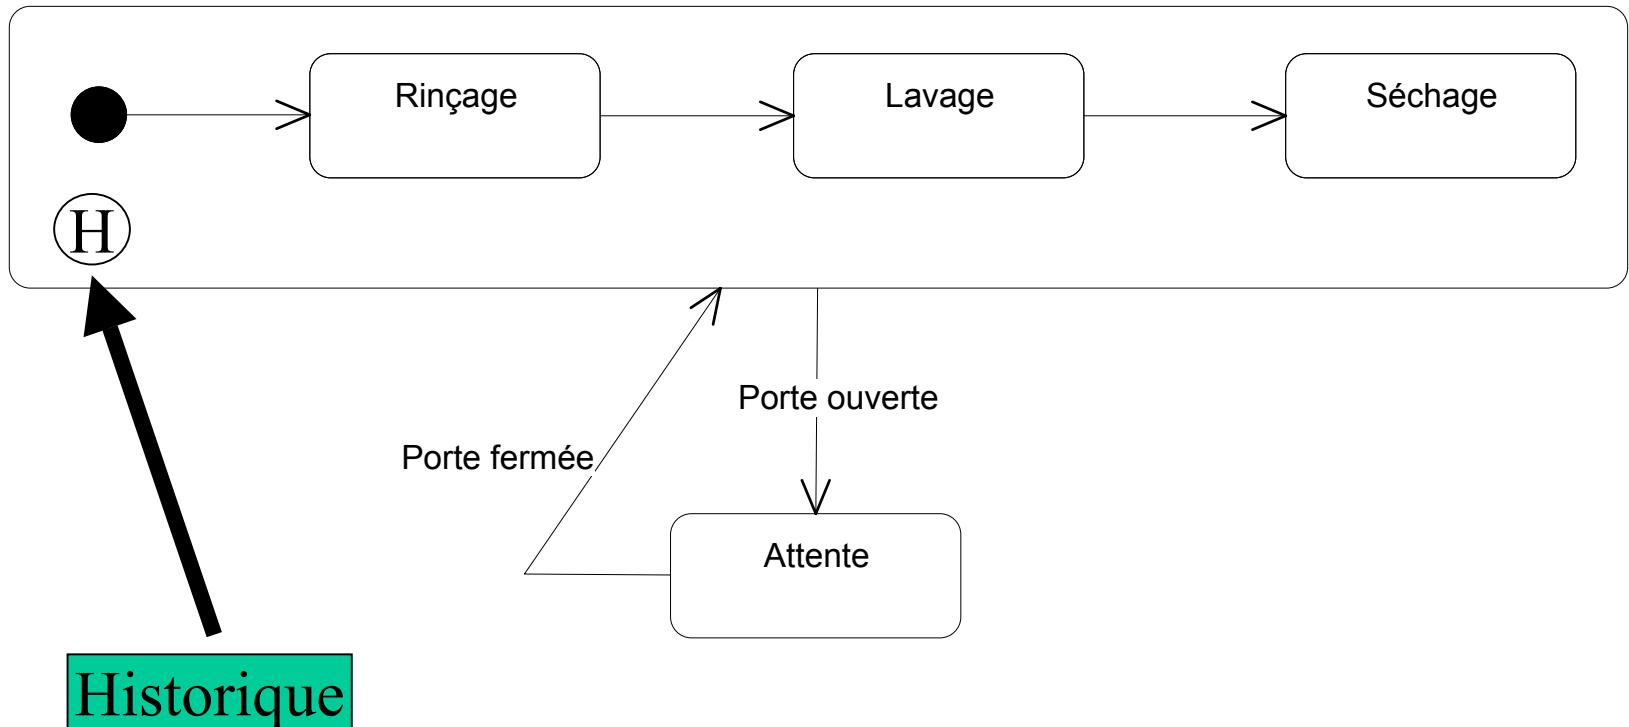 Rinçage
Lavage
Séchage
H
Porte ouverte
Porte fermée
Attente
Historique